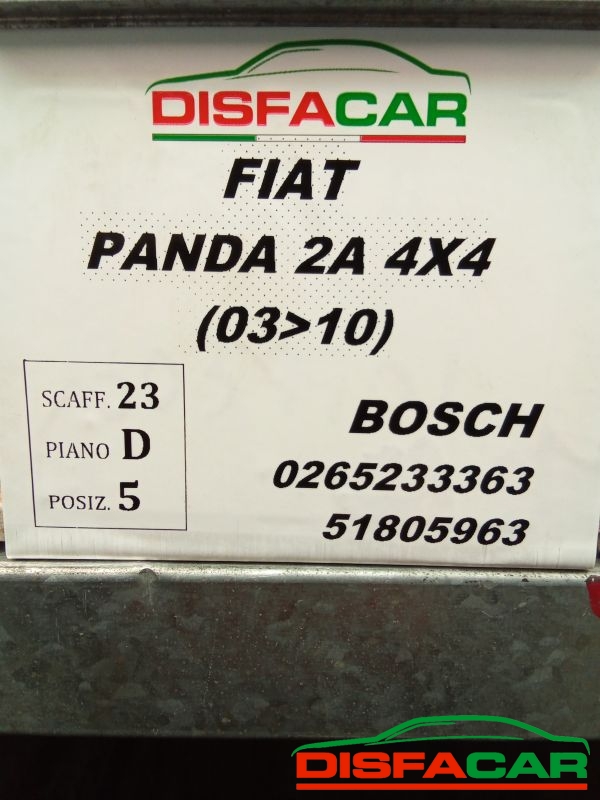 DISFACAR
FIAT
PANDA 2A 4X4
(03>10)
SCAFF. 23
PIANO D
POSIZ. 5
BOSCH
0265233363
51805963
DISFACAR